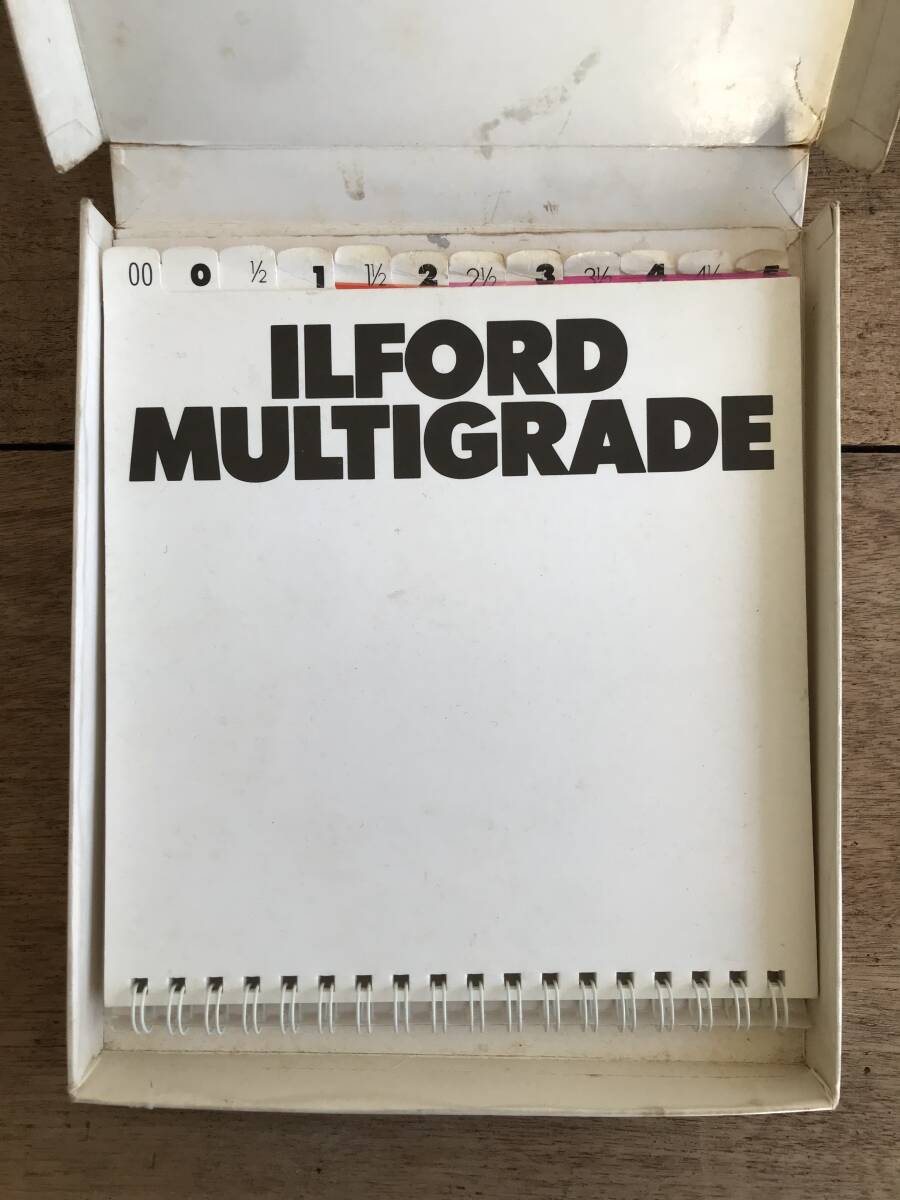 00 0 ½ 1 1½ 2 2½ 3 3½ 4 4½ 5
ILFORD
MULTIGRADE